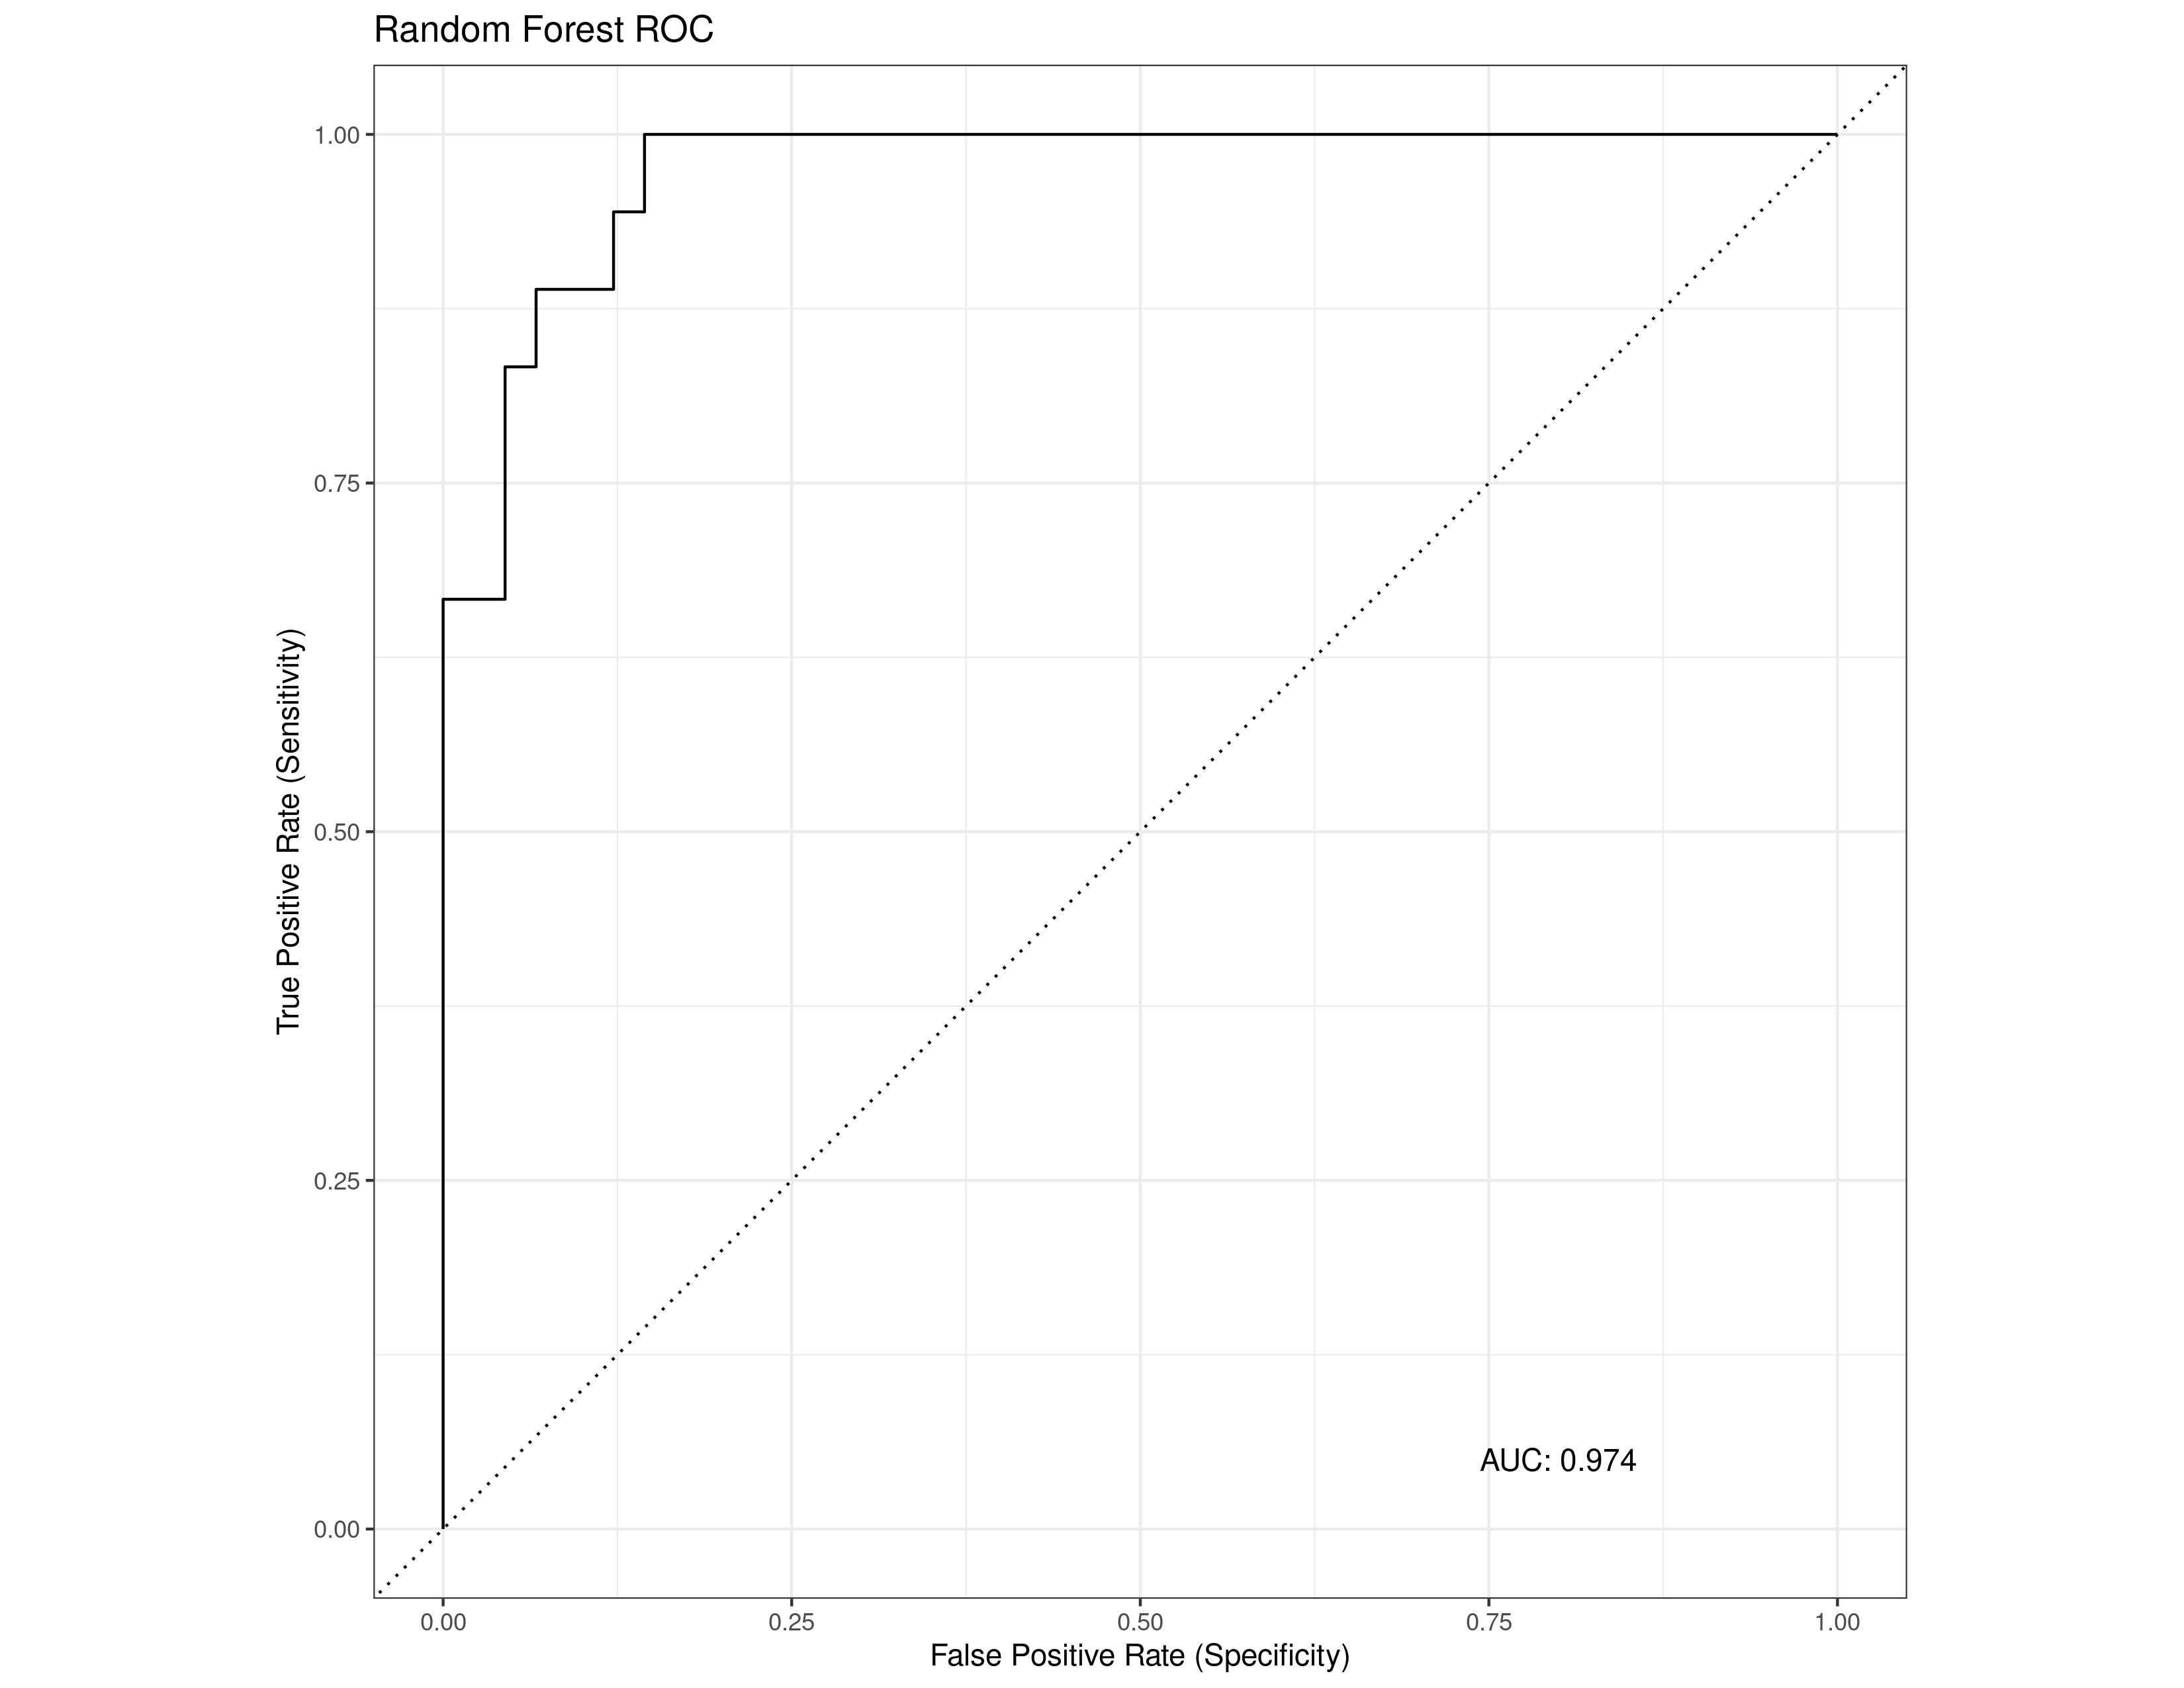 Random Forest ROC
True Positive Rate (Sensitivity)
1.00
0.75
0.50
0.25
0.00
AUC: 0.974
0.00 0.25 0.50 0.75 1.00
False Positive Rate (Specificity)